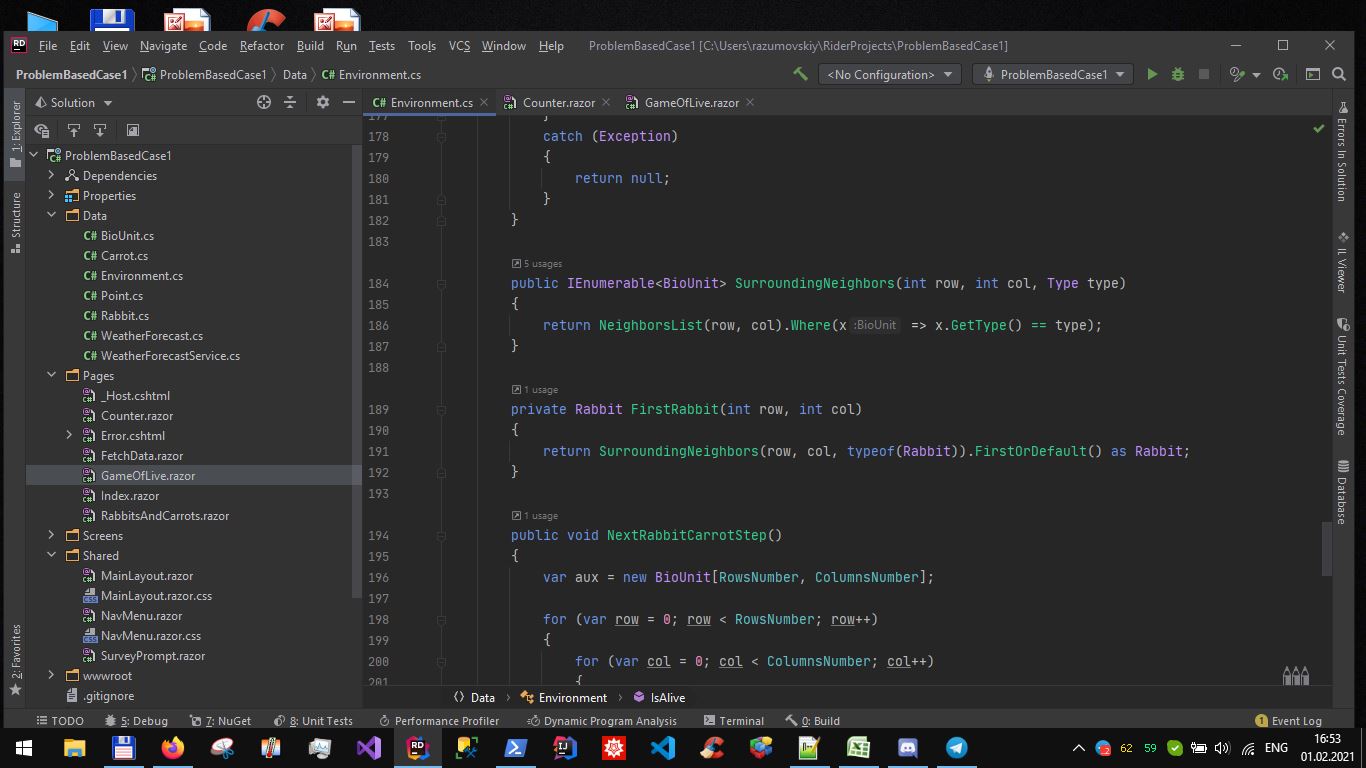 RD File Edit View Navigate Code Refactor Build Run Tests Tools VCS Window Help ProblemBasedCase1 [C:\Users\razumovskiy\RiderProjects\ProblemBasedCase1]
ProblemBasedCase1 ProblemBasedCase1 Data C# Environment.cs <No Configuration> ProblemBasedCase1
Solution
C# Environment.cs Counter.razor GameOfLive.razor
1: Explorer
Structure
2: Favorites
ProblemBasedCase1
Dependencies
Properties
Data
C# BioUnit.cs
C# Carrot.cs
C# Environment.cs
C# Point.cs
C# Rabbit.cs
C# WeatherForecast.cs
C# WeatherForecastService.cs
Pages
_Host.cshtml
Counter.razor
Error.cshtml
FetchData.razor
GameOfLive.razor
Index.razor
RabbitsAndCarrots.razor
Screens
Shared
MainLayout.razor
MainLayout.razor.css
NavMenu.razor
NavMenu.razor.css
SurveyPrompt.razor
wwwroot
.gitignore
177 }
178 catch (Exception)
179 {
180 return null;
181 }
182 }
183
5 usages
184 public IEnumerable<BioUnit> SurroundingNeighbors(int row, int col, Type type)
185 {
186 return NeighborsList(row, col).Where(x :BioUnit => x.GetType() == type);
187 }
188
1 usage
189 private Rabbit FirstRabbit(int row, int col)
190 {
191 return SurroundingNeighbors(row, col, typeof(Rabbit)).FirstOrDefault() as Rabbit;
192 }
193
1 usage
194 public void NextRabbitCarrotStep()
195 {
196 var aux = new BioUnit[RowsNumber, ColumnsNumber];
197
198 for (var row = 0; row < RowsNumber; row++)
199 {
200 for (var col = 0; col < ColumnsNumber; col++)
201 {
Data Environment IsAlive
Errors In Solution
IL Viewer
Unit Tests Coverage
Database
TODO 5: Debug 7: NuGet 8: Unit Tests Performance Profiler Dynamic Program Analysis Terminal 0: Build 1 Event Log
RD IJ 62 59 ENG 16:53
01.02.2021